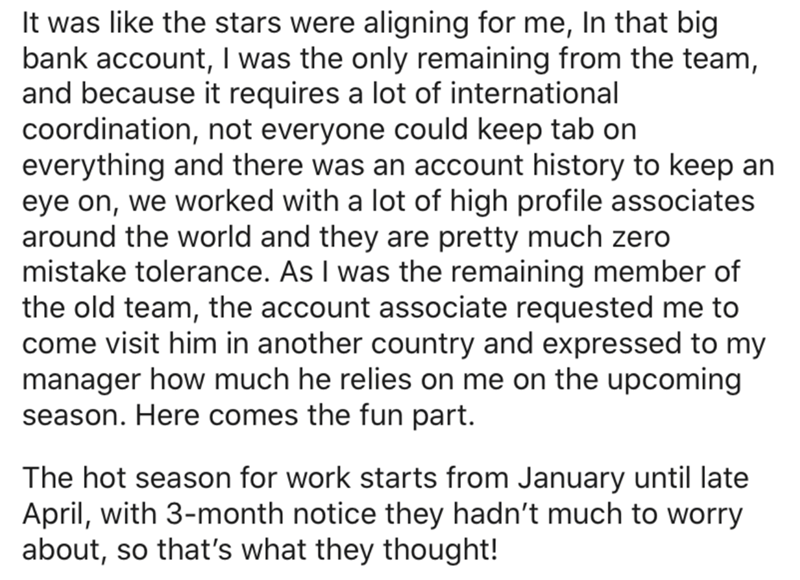 It was like the stars were aligning for me, In that big
bank account, I was the only remaining from the team,
and because it requires a lot of international
coordination, not everyone could keep tab on
everything and there was an account history to keep an
eye on, we worked with a lot of high profile associates
around the world and they are pretty much zero
mistake tolerance. As I was the remaining member of
the old team, the account associate requested me to
come visit him in another country and expressed to my
manager how much he relies on me on the upcoming
season. Here comes the fun part.
The hot season for work starts from January until late
April, with 3-month notice they hadn’t much to worry
about, so that’s what they thought!